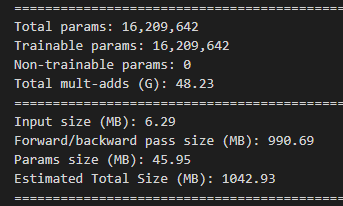 ============================================
Total params: 16,209,642
Trainable params: 16,209,642
Non-trainable params: 0
Total mult-adds (G): 48.23
============================================
Input size (MB): 6.29
Forward/backward pass size (MB): 990.69
Params size (MB): 45.95
Estimated Total Size (MB): 1042.93
============================================